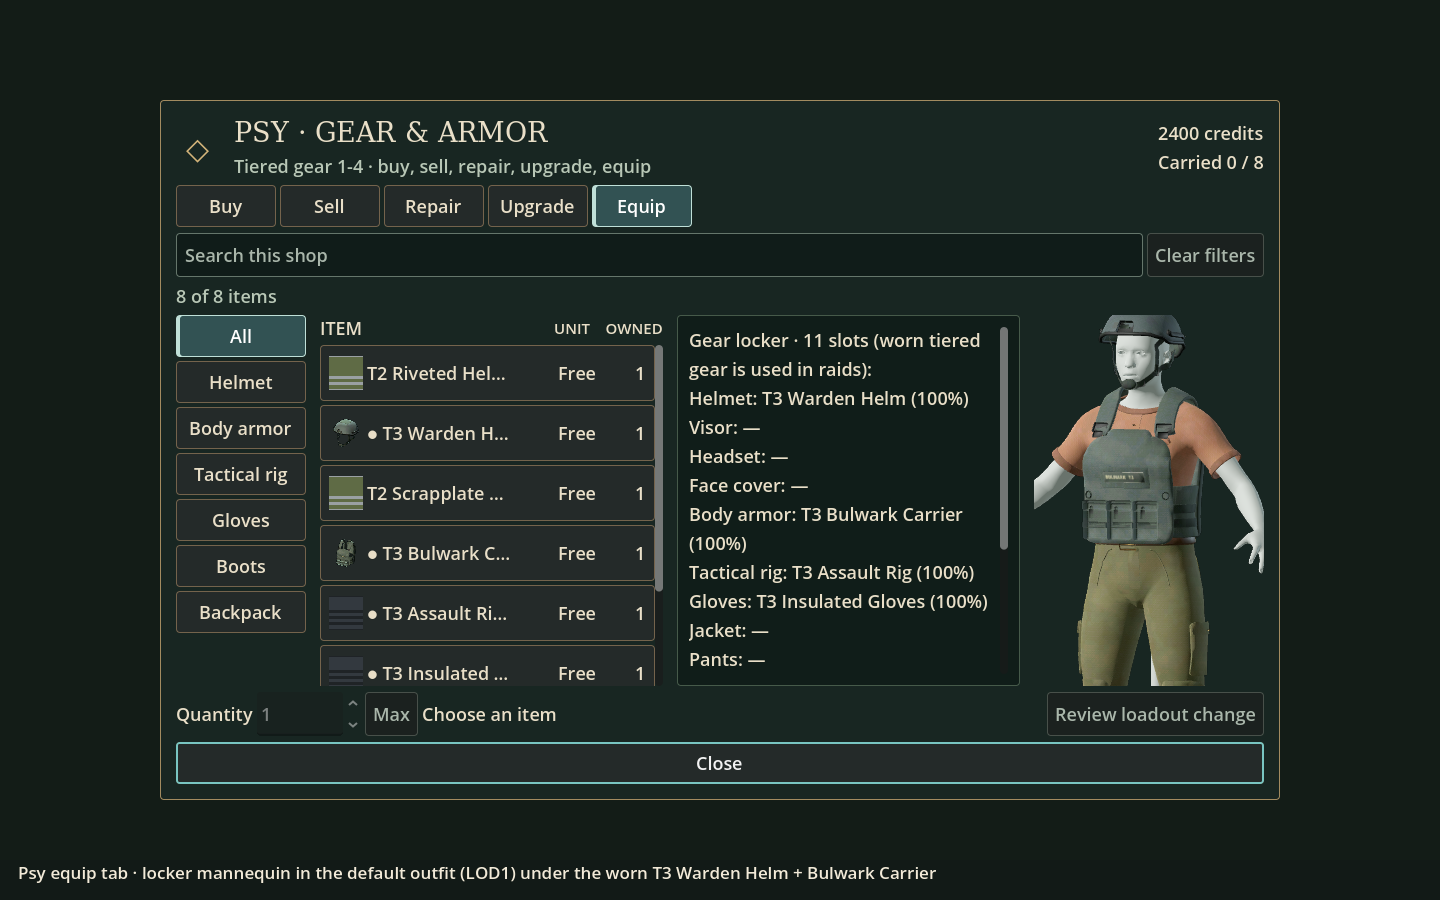 PSY · GEAR & ARMOR
Tiered gear 1-4 · buy, sell, repair, upgrade, equip
2400 credits
Carried 0 / 8
Buy
Sell
Repair
Upgrade
Equip
Search this shop
Clear filters
8 of 8 items
All
Helmet
Body armor
Tactical rig
Gloves
Boots
Backpack
ITEM UNIT OWNED
T2 Riveted Hel... Free 1
● T3 Warden H... Free 1
T2 Scrapplate ... Free 1
● T3 Bulwark C... Free 1
● T3 Assault Ri... Free 1
● T3 Insulated ... Free 1
Gear locker · 11 slots (worn tiered
gear is used in raids):
Helmet: T3 Warden Helm (100%)
Visor: —
Headset: —
Face cover: —
Body armor: T3 Bulwark Carrier
(100%)
Tactical rig: T3 Assault Rig (100%)
Gloves: T3 Insulated Gloves (100%)
Jacket: —
Pants: —
BULWARK T3
Quantity 1 Max Choose an item
Review loadout change
Close
Psy equip tab · locker mannequin in the default outfit (LOD1) under the worn T3 Warden Helm + Bulwark Carrier